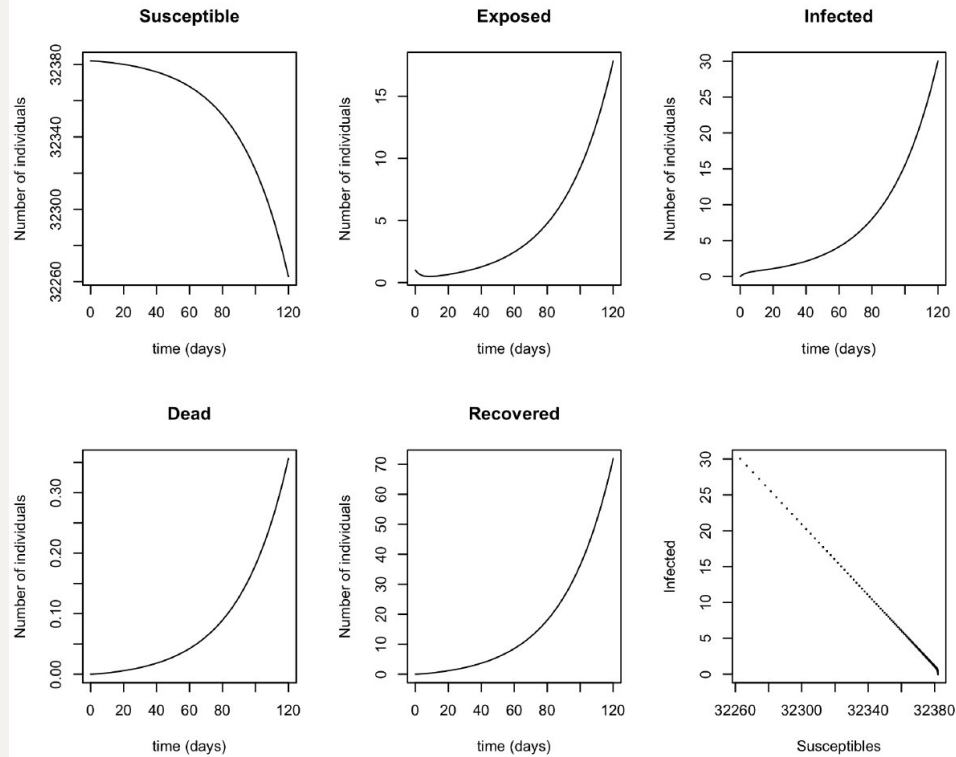 Susceptible
Number of individuals
32260 32300 32340 32380
0 20 40 60 80 120
time (days)
Exposed
Number of individuals
0 5 10 15
0 20 40 60 80 120
time (days)
Infected
Number of individuals
0 5 10 15 20 25 30
0 20 40 60 80 120
time (days)
Dead
Number of individuals
0.00 0.10 0.20 0.30
0 20 40 60 80 120
time (days)
Recovered
Number of individuals
0 10 20 30 40 50 60 70
0 20 40 60 80 120
time (days)
Infected
0 5 10 15 20 25 30
32260 32300 32340 32380
Susceptibles